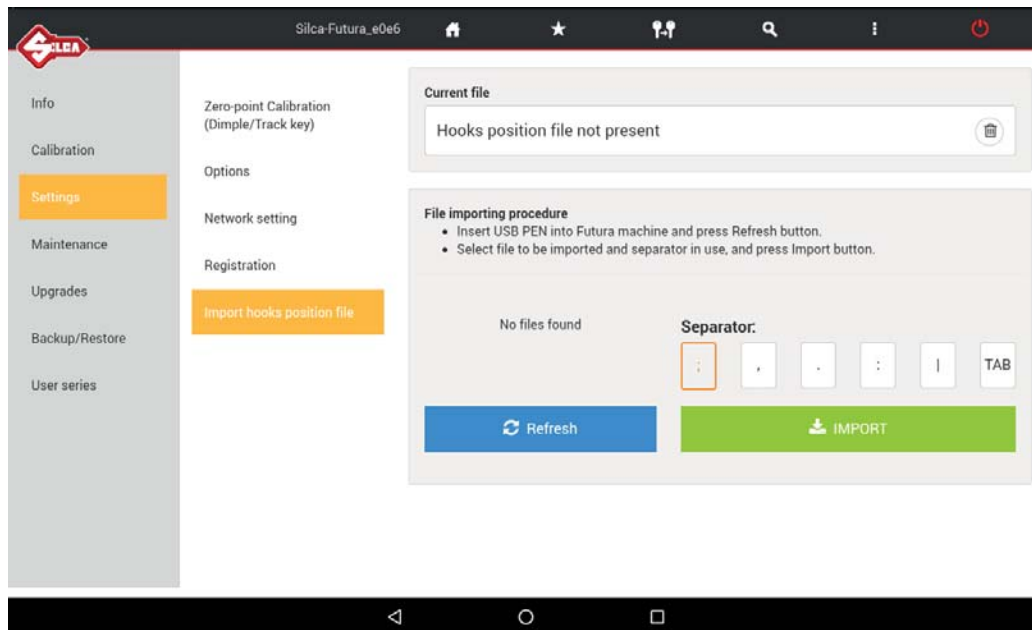 SILCA
Silca-Futura_e0e6
Info
Calibration
Settings
Maintenance
Upgrades
Backup/Restore
User series
Zero-point Calibration
(Dimple/Track key)
Options
Network setting
Registration
Import hooks position file
Current file
Hooks position file not present
File importing procedure
• Insert USB PEN into Futura machine and press Refresh button.
• Select file to be imported and separator in use, and press Import button.
No files found
Separator:
; , . : | TAB
Refresh
IMPORT